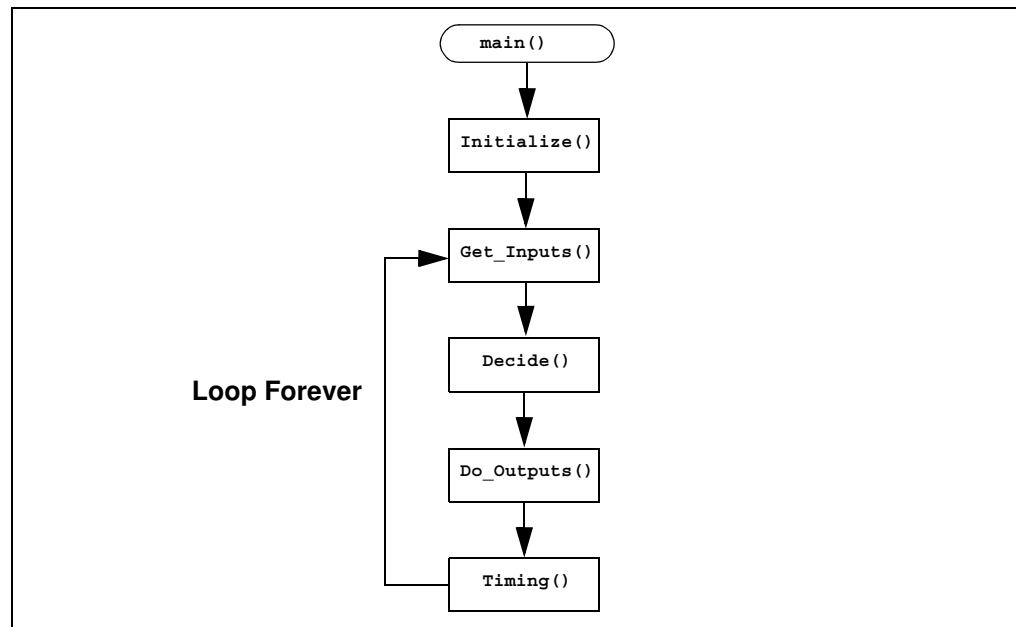 main()
Initialize()
Get_Inputs()
Decide()
Loop Forever
Do_Outputs()
Timing()